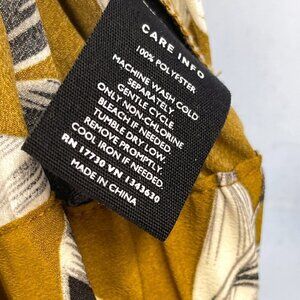 CARE INFO
100% POLYESTER
MACHINE WASH COLD
SEPARATELY.
GENTLE CYCLE.
ONLY NON-CHLORINE
BLEACH IF NEEDED.
TUMBLE DRY LOW.
REMOVE PROMPTLY.
COOL IRON IF NEEDED.
RN 17730 VN 1343630
MADE IN CHINA